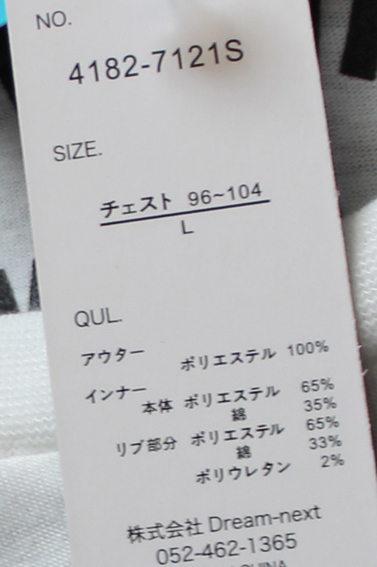 NO.
4182-7121S
SIZE.
チェスト 96~104
L
QUL.
アウター ポリエステル 100%
インナー
本体 ポリエステル 65%
綿 35%
リブ部分 ポリエステル 65%
綿 33%
ポリウレタン 2%
株式会社 Dream-next
052-462-1365